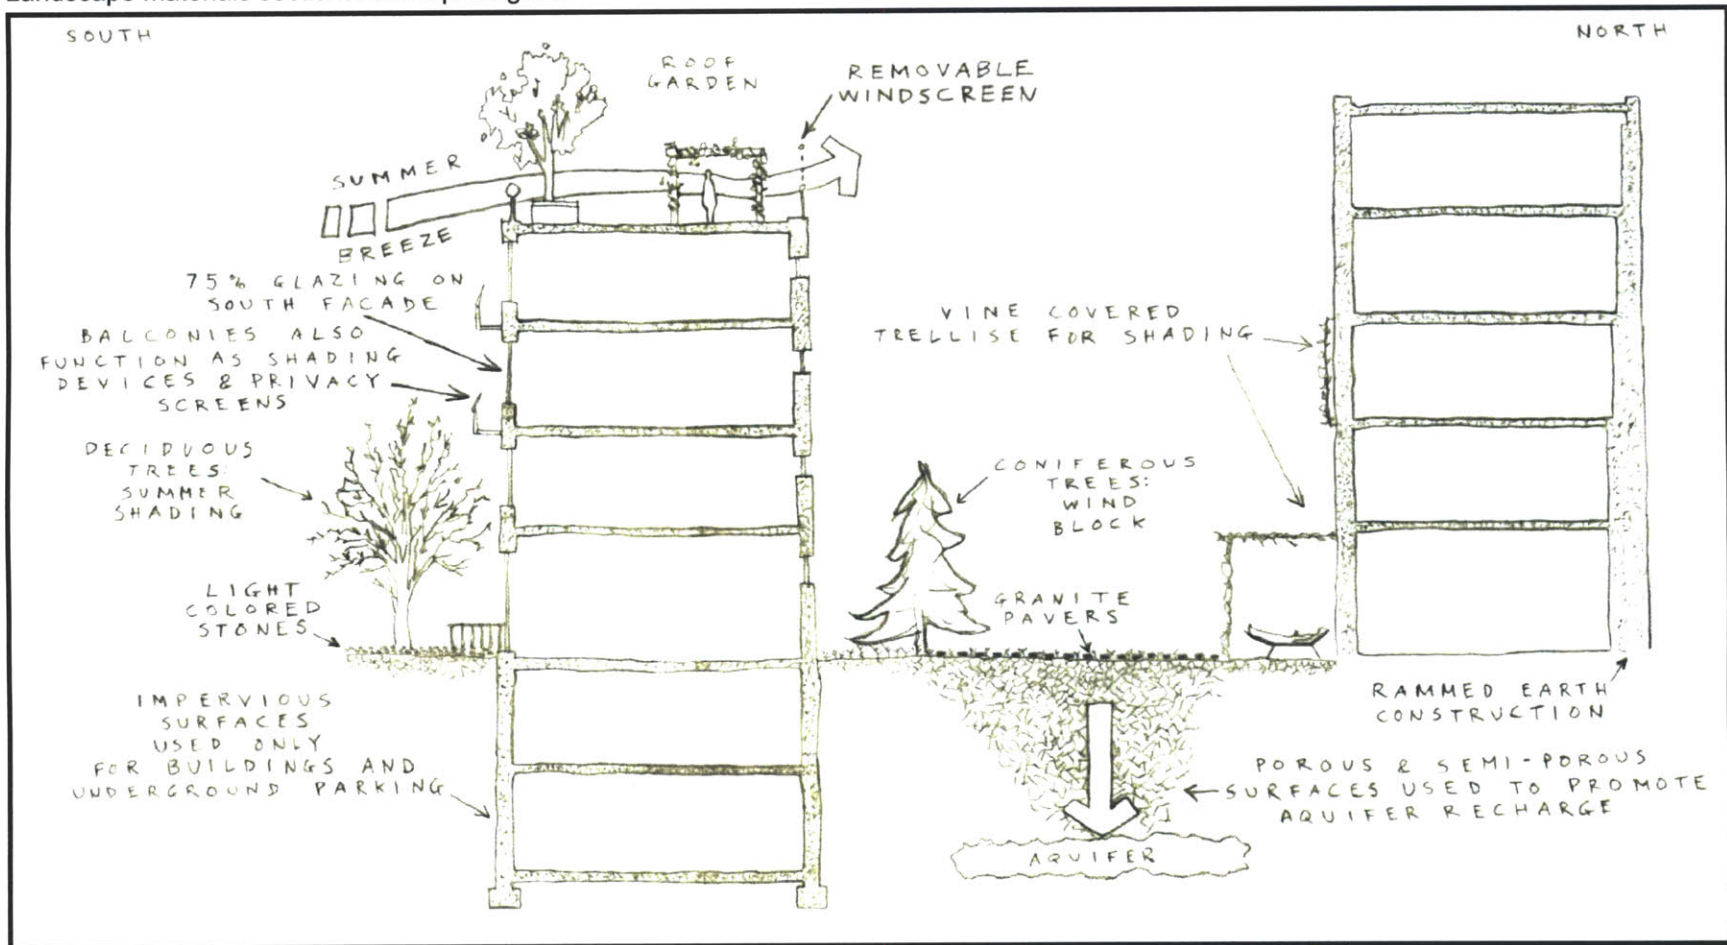 SOUTH
NORTH
ROOF
GARDEN
REMOVABLE
WINDSCREEN
SUMMER
BREEZE
75% GLAZING ON
SOUTH FACADE
BALCONIES ALSO
FUNCTION AS SHADING
DEVICES & PRIVACY
SCREENS
DECIDUOUS
TREES:
SUMMER
SHADING
LIGHT
COLORED
STONES
IMPERVIOUS
SURFACES
USED ONLY
FOR BUILDINGS AND
UNDERGROUND PARKING
VINE COVERED
TRELLISE FOR SHADING
CONIFEROUS
TREES:
WIND
BLOCK
GRANITE
PAVERS
RAMMED EARTH
CONSTRUCTION
POROUS & SEMI-POROUS
SURFACES USED TO PROMOTE
AQUIFER RECHARGE
AQUIFER